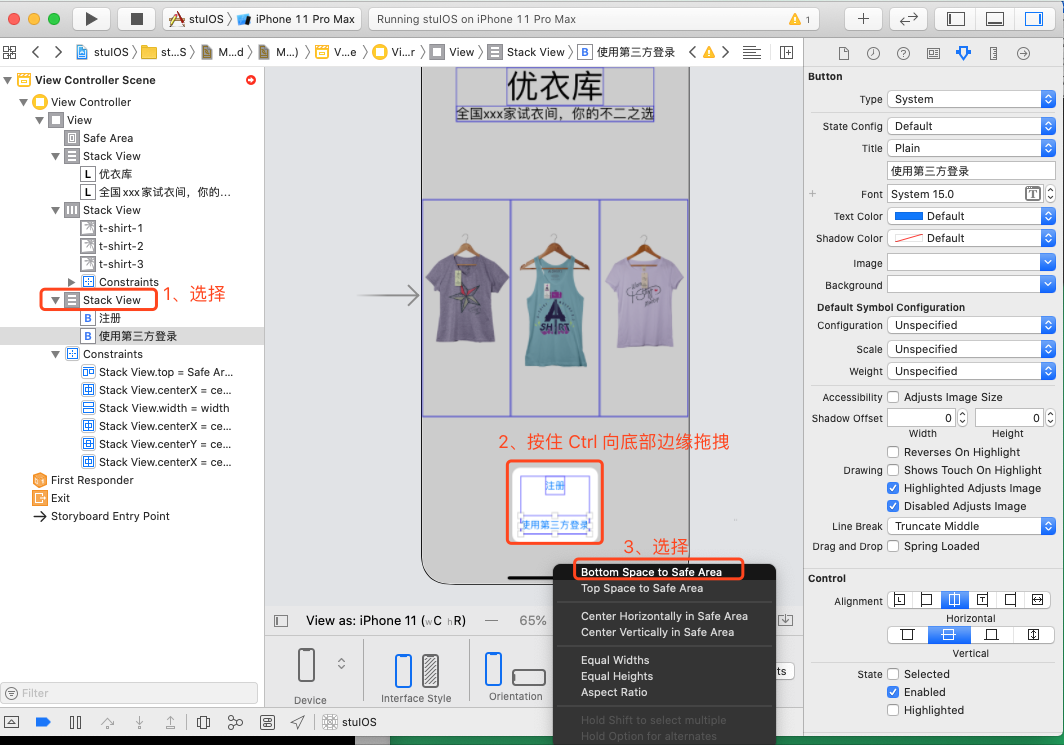 stuIOS
iPhone 11 Pro Max
Running stuIOS on iPhone 11 Pro Max
1
stuIOS
st...S
M...d
M...)
V...e
Vi...r
View
Stack View
B
使用第三方登录
View Controller Scene
View Controller
View
Safe Area
Stack View
L 优衣库
L 全国xxx家试衣间，你的...
Stack View
t-shirt-1
t-shirt-2
t-shirt-3
Constraints
Stack View
1、选择
B 注册
B 使用第三方登录
Constraints
Stack View.top = Safe Ar...
Stack View.centerX = ce...
Stack View.width = width
Stack View.centerX = ce...
Stack View.centerY = ce...
Stack View.centerX = ce...
First Responder
Exit
Storyboard Entry Point
Filter
优衣库
全国xxx家试衣间，你的不二之选
A
SHIRT
2、按住 Ctrl 向底部边缘拖拽
注册
使用第三方登录
3、选择
Bottom Space to Safe Area
Top Space to Safe Area
Center Horizontally in Safe Area
Center Vertically in Safe Area
Equal Widths
Equal Heights
Aspect Ratio
Hold Shift to select multiple
Hold Option for alternates
View as: iPhone 11 (wC hR)
65%
Device
Interface Style
Orientation
ts
stuIOS
Button
Type System
State Config Default
Title Plain
使用第三方登录
Font System 15.0
T
Text Color Default
Shadow Color Default
Image
Background
Default Symbol Configuration
Configuration Unspecified
Scale Unspecified
Weight Unspecified
Accessibility Adjusts Image Size
Shadow Offset 0 0
Width Height
Reverses On Highlight
Drawing Shows Touch On Highlight
Highlighted Adjusts Image
Disabled Adjusts Image
Line Break Truncate Middle
Drag and Drop Spring Loaded
Control
Alignment
L T
Horizontal
Vertical
State Selected
Enabled
Highlighted